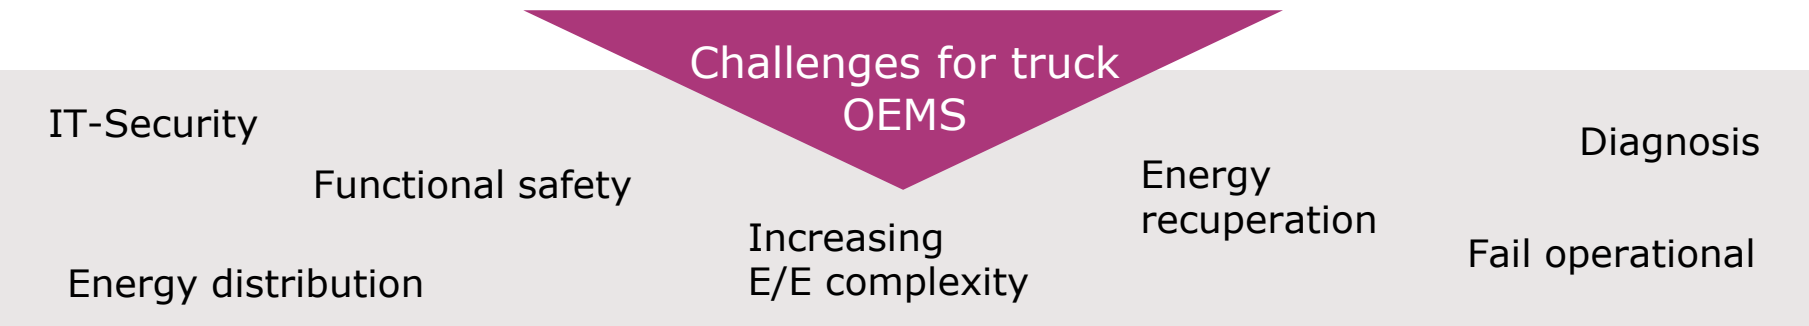 Challenges for truck
OEMS
IT-Security
Functional safety
Energy distribution
Increasing
E/E complexity
Energy
recuperation
Diagnosis
Fail operational